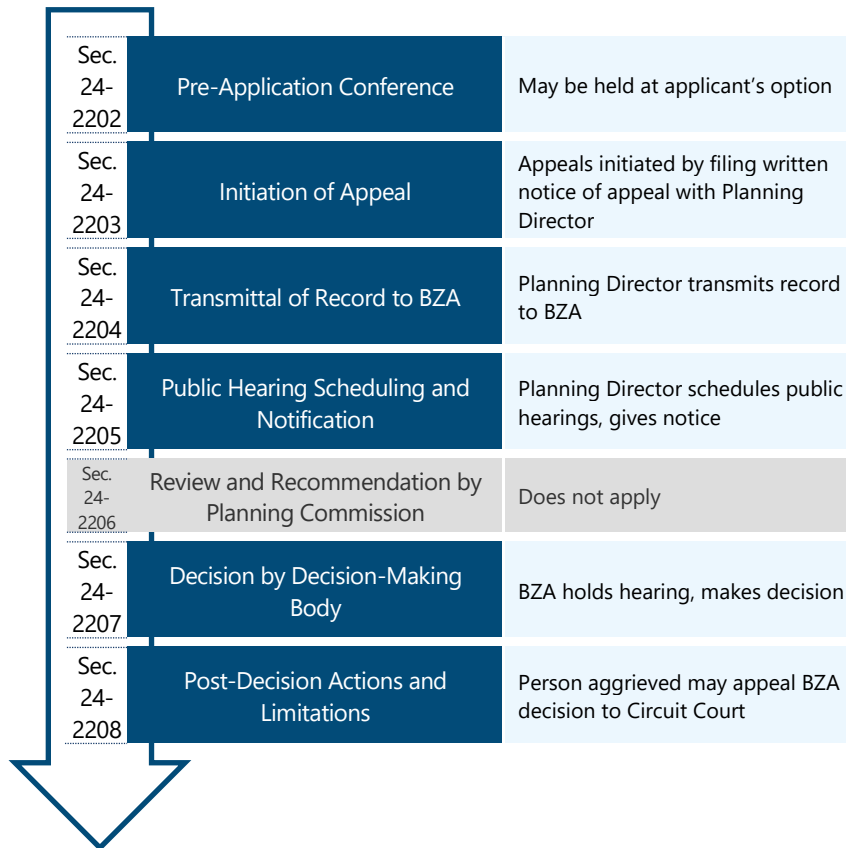 Sec.
24-
2202
Pre-Application Conference
May be held at applicant's option
Sec.
24-
2203
Initiation of Appeal
Appeals initiated by filing written
notice of appeal with Planning
Director
Sec.
24-
2204
Transmittal of Record to BZA
Planning Director transmits record
to BZA
Sec.
24-
2205
Public Hearing Scheduling and
Notification
Planning Director schedules public
hearings, gives notice
Sec.
24-
2206
Review and Recommendation by
Planning Commission
Does not apply
Sec.
24-
2207
Decision by Decision-Making
Body
BZA holds hearing, makes decision
Sec.
24-
2208
Post-Decision Actions and
Limitations
Person aggrieved may appeal BZA
decision to Circuit Court